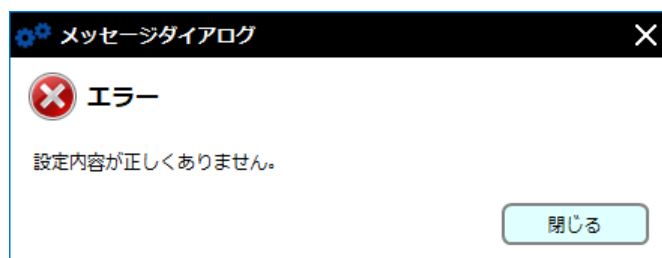 メッセージダイアログ
エラー
設定内容が正しくありません。
閉じる